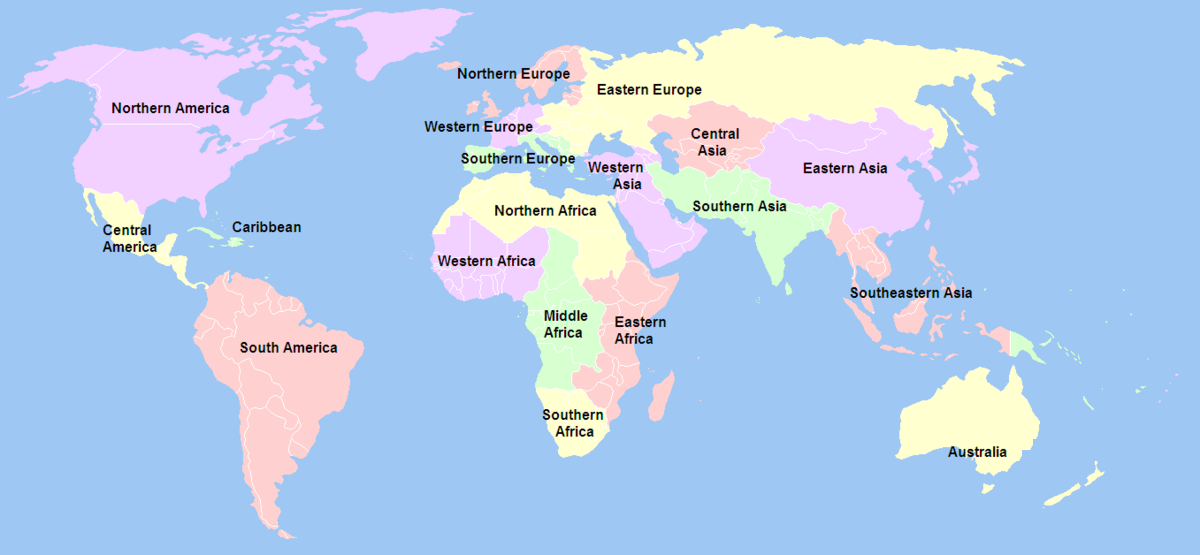 Northern Europe
Eastern Europe
Northern America
Western Europe
Central
Asia
Southern Europe
Western
Asia
Eastern Asia
Southern Asia
Northern Africa
Caribbean
Central
America
Western Africa
Southeastern Asia
Middle
Africa
Eastern
Africa
South America
Southern
Africa
Australia